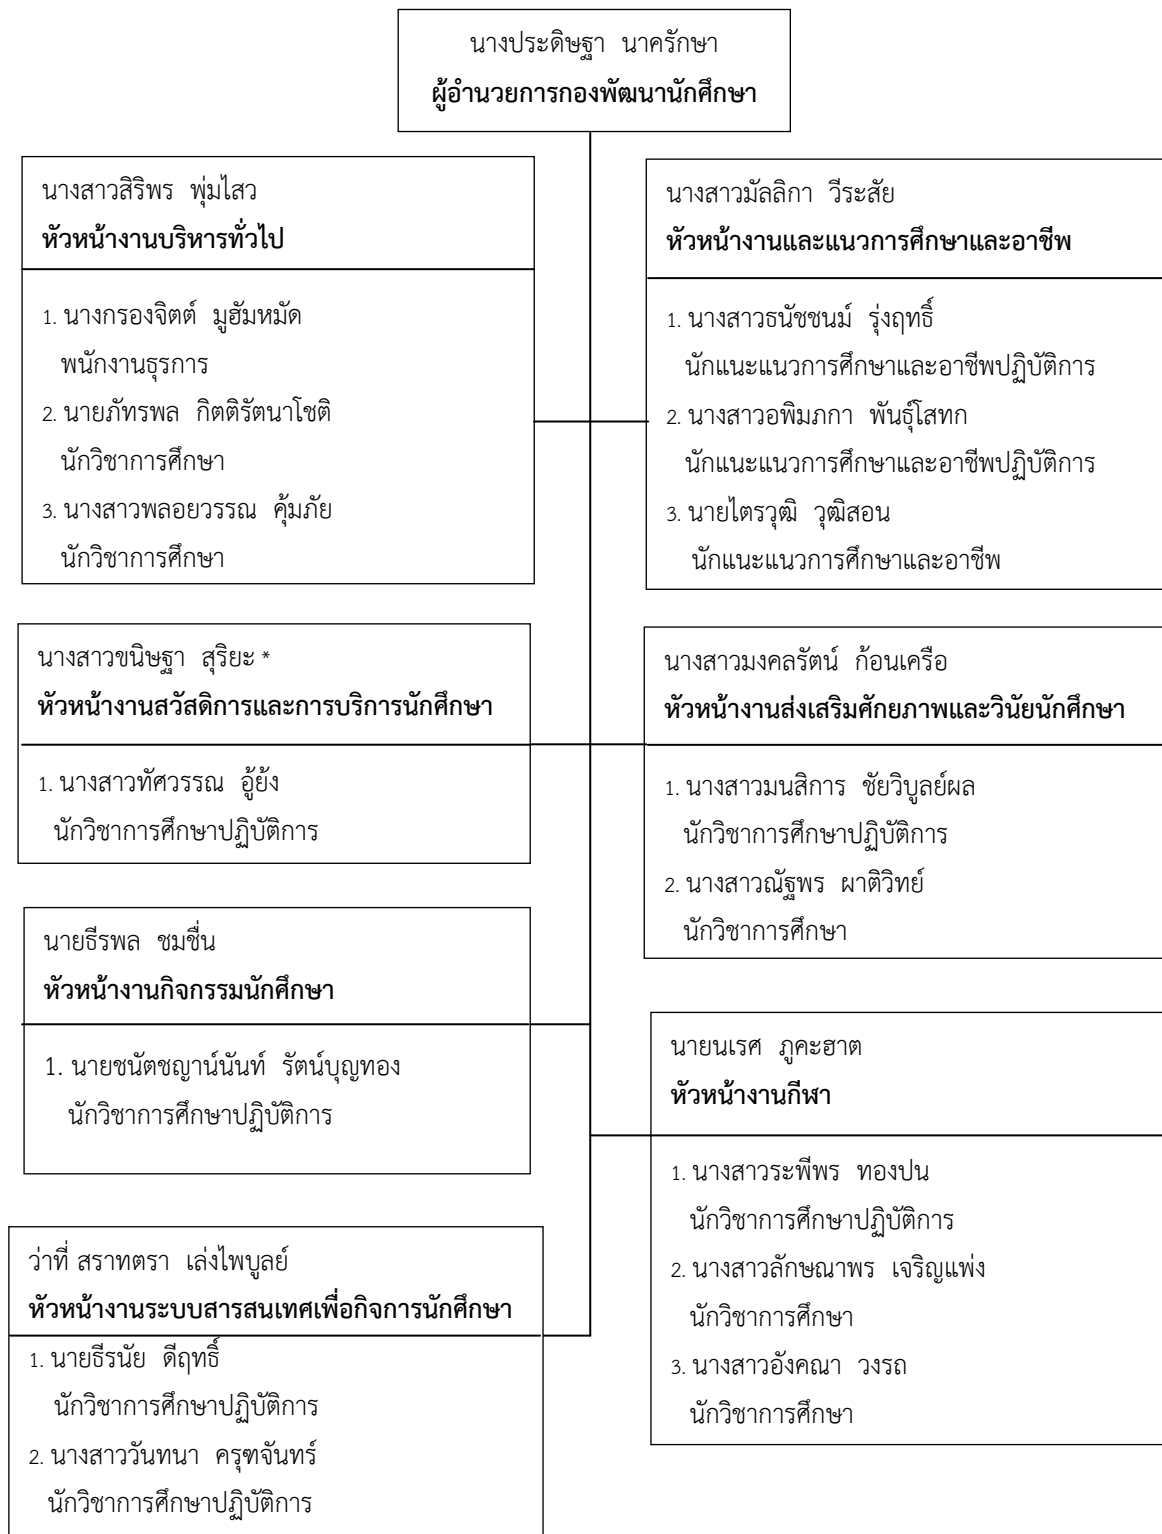 นางประดิษฐา นาครักษา
ผู้อำนวยการกองพัฒนานักศึกษา
นางสาวสิริพร พุ่มไสว
หัวหน้างานบริหารทั่วไป
1. นางกรองจิตต์ มูฮัมหมัด
พนักงานธุรการ
2. นายภัทรพล กิตติรัตนาโชติ
นักวิชาการศึกษา
3. นางสาวพลอยวรรณ คุ้มภัย
นักวิชาการศึกษา
นางสาวมัลลิกา วีระสัย
หัวหน้างานและแนวการศึกษาและอาชีพ
1. นางสาวธนัชชนม์ รุ่งฤทธิ์
นักแนะแนวการศึกษาและอาชีพปฏิบัติการ
2. นางสาวอพิมภกา พันธุ์โสทก
นักแนะแนวการศึกษาและอาชีพปฏิบัติการ
3. นายไตรวุฒิ วุฒิสอน
นักแนะแนวการศึกษาและอาชีพ
นางสาวขนิษฐา สุริยะ *
หัวหน้างานสวัสดิการและการบริการนักศึกษา
1. นางสาวทัศวรรณ อู้ยัง
นักวิชาการศึกษาปฏิบัติการ
นางสาวมงคลรัตน์ ก้อนเครือ
หัวหน้างานส่งเสริมศักยภาพและวินัยนักศึกษา
1. นางสาวมนสิการ ชัยวิบูลย์ผล
นักวิชาการศึกษาปฏิบัติการ
2. นางสาวณัฐพร ผาติวิทย์
นักวิชาการศึกษา
นายธีรพล ชมชื่น
หัวหน้างานกิจกรรมนักศึกษา
1. นายชนัตชญาน์นันท์ รัตน์บุญทอง
นักวิชาการศึกษาปฏิบัติการ
นายนเรศ ภูคะฮาต
หัวหน้างานกีฬา
1. นางสาวระพีพร ทองปน
นักวิชาการศึกษาปฏิบัติการ
2. นางสาวลักษณาพร เจริญแพ่ง
นักวิชาการศึกษา
3. นางสาวอังคณา วงรถ
นักวิชาการศึกษา
ว่าที่ สราทตรา เล่งไพบูลย์
หัวหน้างานระบบสารสนเทศเพื่อกิจการนักศึกษา
1. นายธีรนัย ดีฤทธิ์
นักวิชาการศึกษาปฏิบัติการ
2. นางสาววันทนา ครุฑจันทร์
นักวิชาการศึกษาปฏิบัติการ